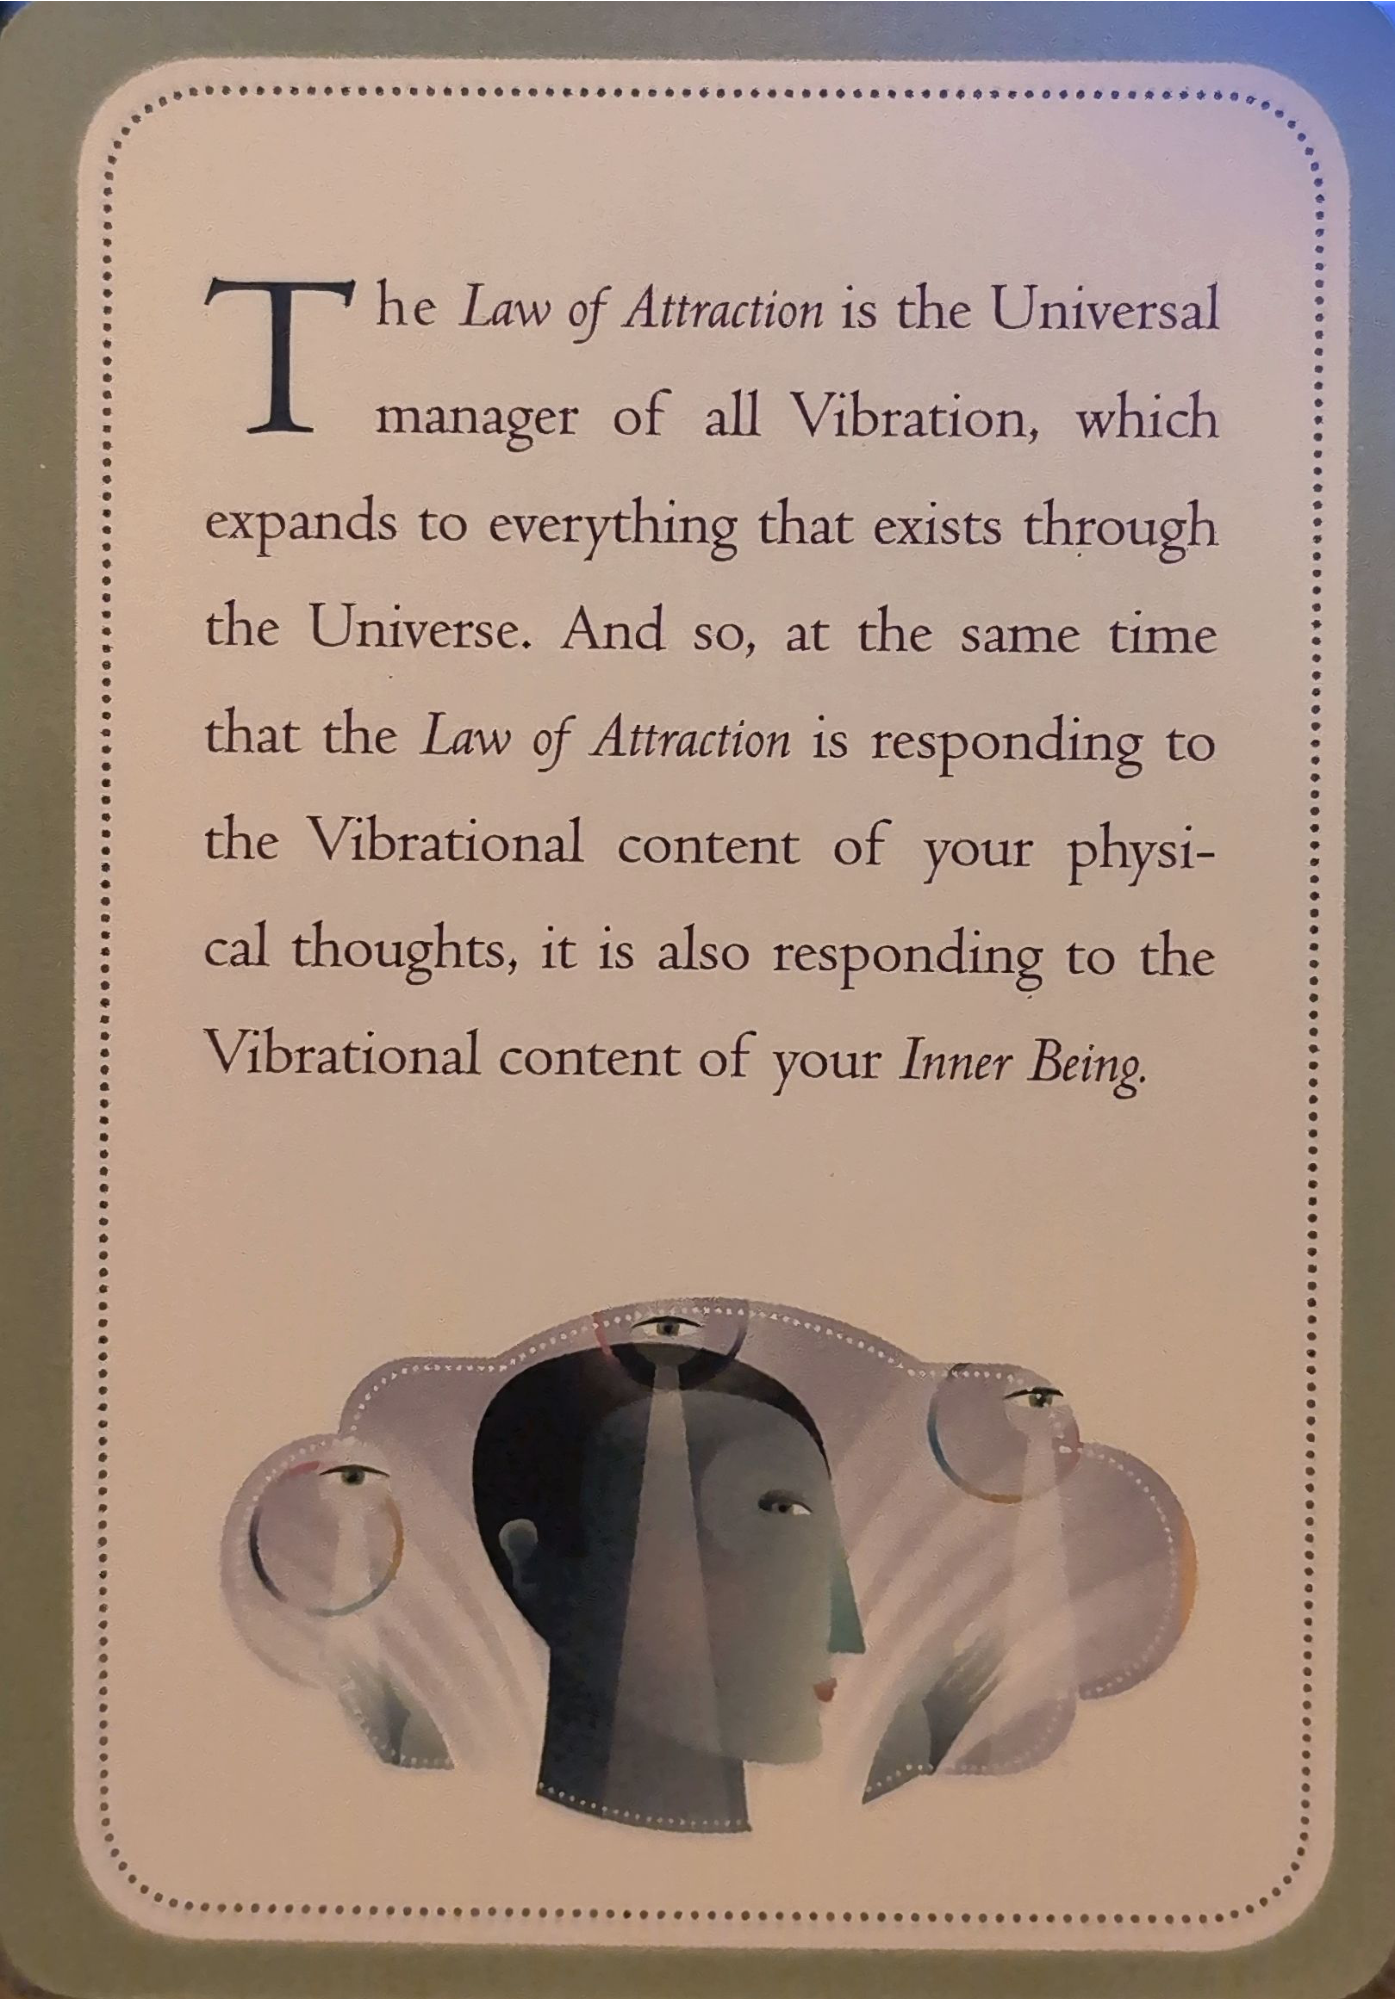 The Law of Attraction is the Universal
manager of all Vibration, which
expands to everything that exists through
the Universe. And so, at the same time
that the Law of Attraction is responding to
the Vibrational content of your physi-
cal thoughts, it is also responding to the
Vibrational content of your Inner Being.